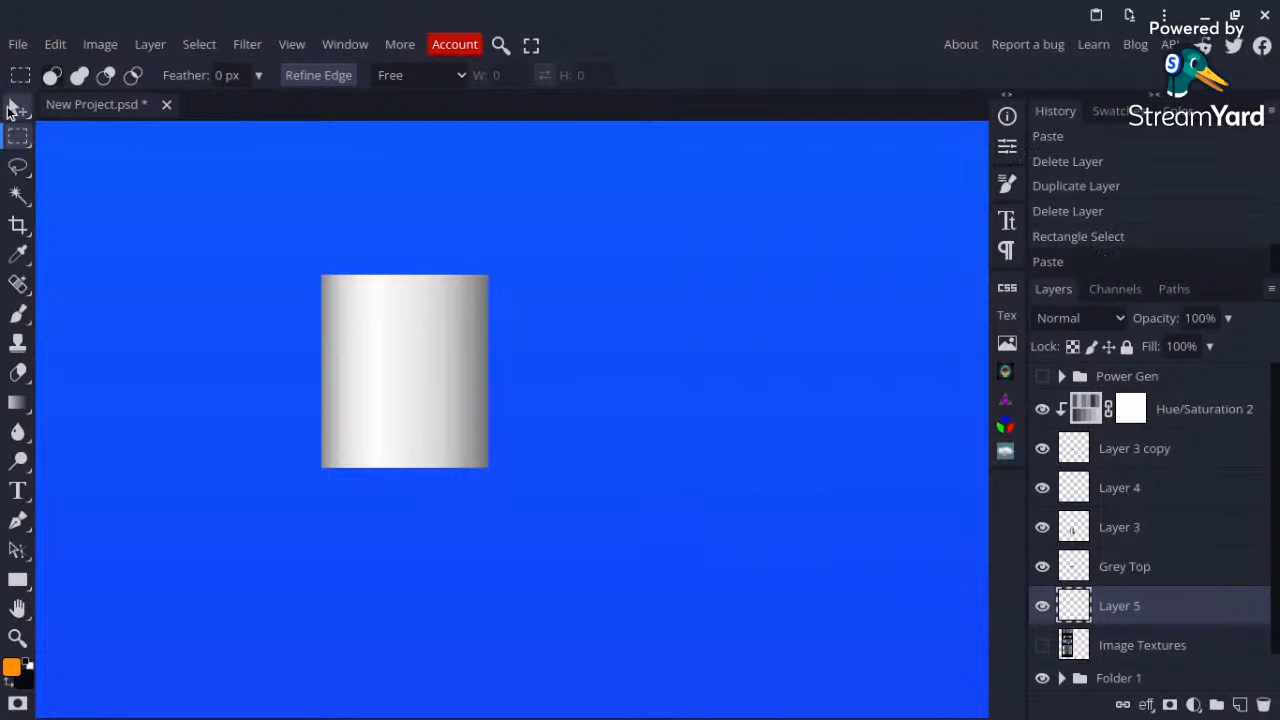 Powered by
StreamYard
File Edit Image Layer Select Filter View Window More Account
About Report a bug Learn Blog
Feather: 0 px Refine Edge Free W: 0 H: 0
New Project.psd *
History
Paste
Delete Layer
Duplicate Layer
Delete Layer
Rectangle Select
Paste
Layers Channels Paths
Normal Opacity: 100%
Lock: Fill: 100%
Power Gen
Hue/Saturation 2
Layer 3 copy
Layer 4
Layer 3
Grey Top
Layer 5
Image Textures
Folder 1
CSS
Tex
eff